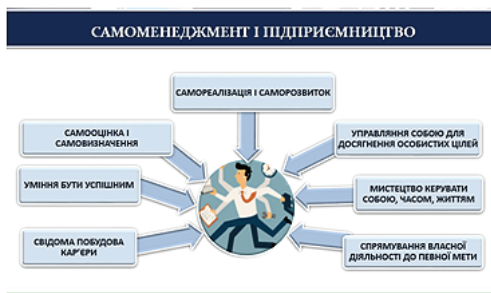 САМОМЕНЕДЖМЕНТ І ПІДПРИЄМНИЦТВО
САМОРЕАЛІЗАЦІЯ І САМОРОЗВИТОК
САМООЦІНКА І
САМОВИЗНАЧЕННЯ
УПРАВЛЯННЯ СОБОЮ ДЛЯ
ДОСЯГНЕННЯ ОСОБИСТИХ ЦІЛЕЙ
УМІННЯ БУТИ УСПІШНИМ
МИСТЕЦТВО КЕРУВАТИ
СОБОЮ, ЧАСОМ, ЖИТТЯМ
СВІДОМА ПОБУДОВА
КАР'ЄРИ
СПРЯМУВАННЯ ВЛАСНОЇ
ДІЯЛЬНОСТІ ДО ПЕВНОЇ МЕТИ